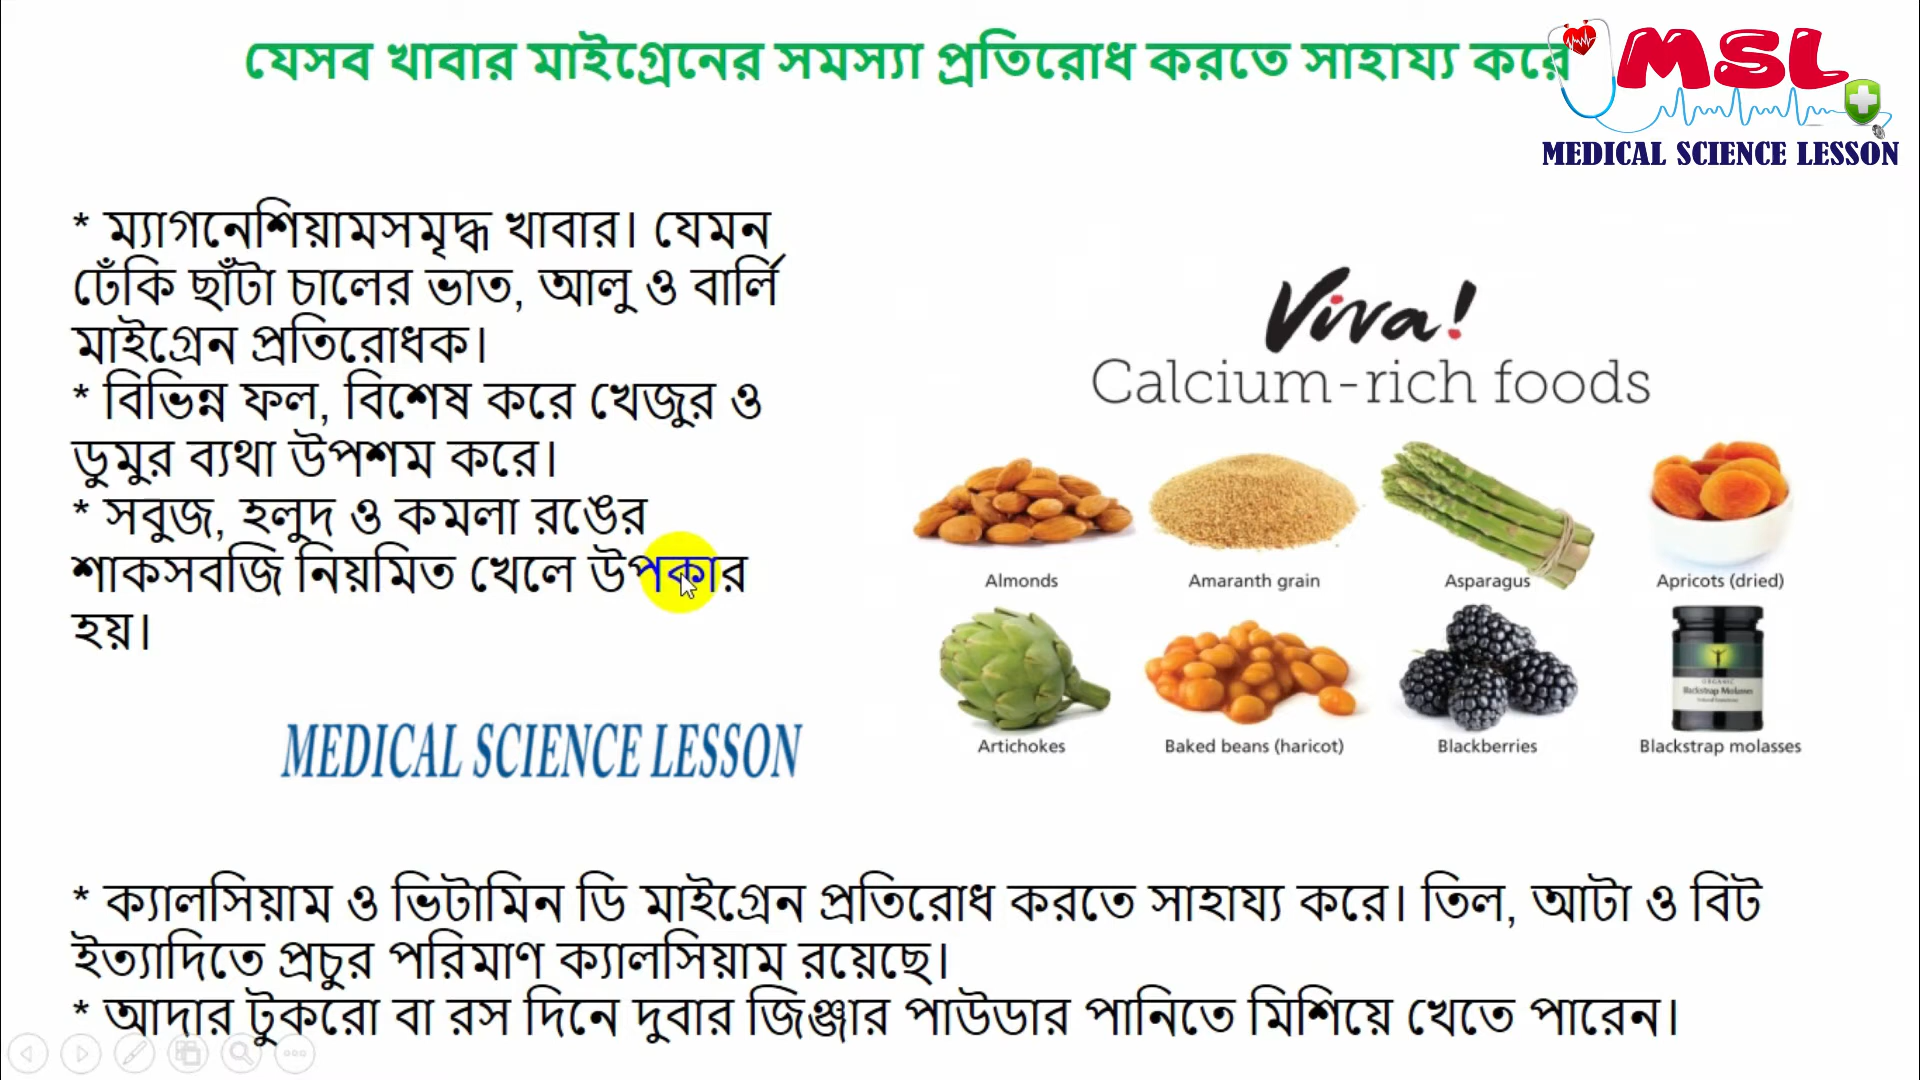 যেসব খাবার মাইগ্রেনের সমস্যা প্রতিরোধ করতে সাহায্য করে
MSL
MEDICAL SCIENCE LESSON
* ম্যাগনেশিয়ামসমৃদ্ধ খাবার। যেমন
ঢেঁকি ছাঁটা চালের ভাত, আলু ও বার্লি
মাইগ্রেন প্রতিরোধক।
* বিভিন্ন ফল, বিশেষ করে খেজুর ও
ডুমুর ব্যথা উপশম করে।
* সবুজ, হলুদ ও কমলা রঙের
শাকসবজি নিয়মিত খেলে উপকার
হয়।
MEDICAL SCIENCE LESSON
Viva!
Calcium-rich foods
Almonds
Amaranth grain
Asparagus
Apricots (dried)
ORGANIC
Blackstrap Molasses
Artichokes
Baked beans (haricot)
Blackberries
Blackstrap molasses
* ক্যালসিয়াম ও ভিটামিন ডি মাইগ্রেন প্রতিরোধ করতে সাহায্য করে। তিল, আটা ও বিট
ইত্যাদিতে প্রচুর পরিমাণ ক্যালসিয়াম রয়েছে।
* আদার টুকরো বা রস দিনে দুবার জিঞ্জার পাউডার পানিতে মিশিয়ে খেতে পারেন।